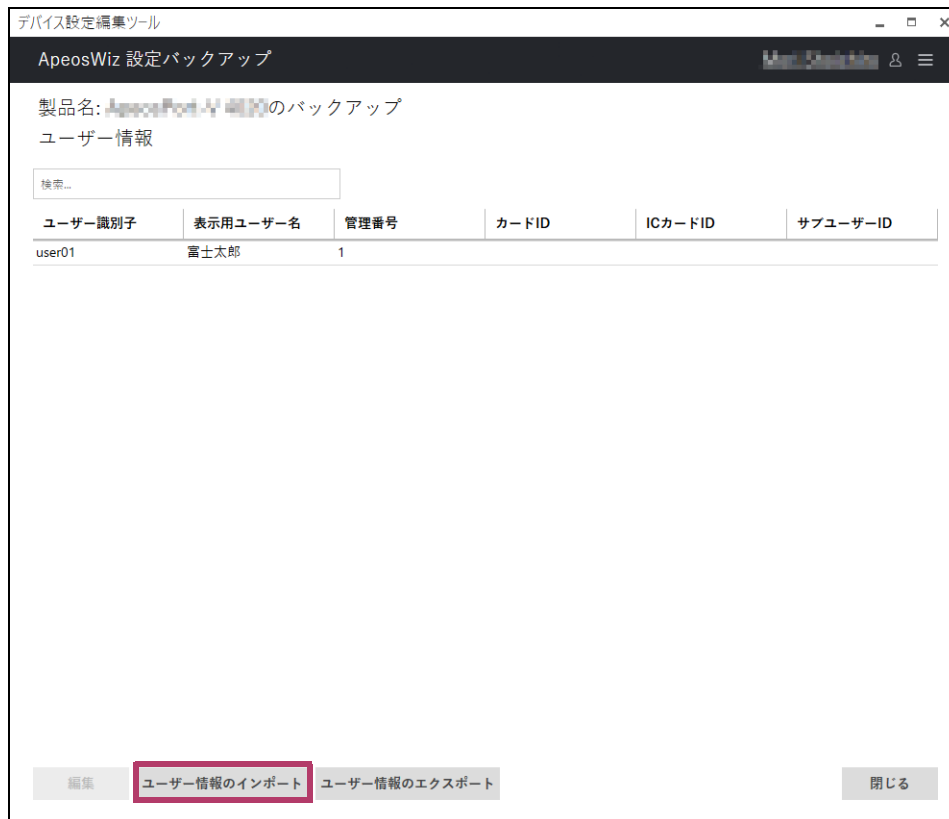 デバイス設定編集ツール
ApeosWiz 設定バックアップ
製品名: のバックアップ
ユーザー情報
検索...
ユーザー識別子 表示用ユーザー名 管理番号 カードID ICカードID サブユーザーID
user01 富士太郎 1
編集 ユーザー情報のインポート ユーザー情報のエクスポート 閉じる